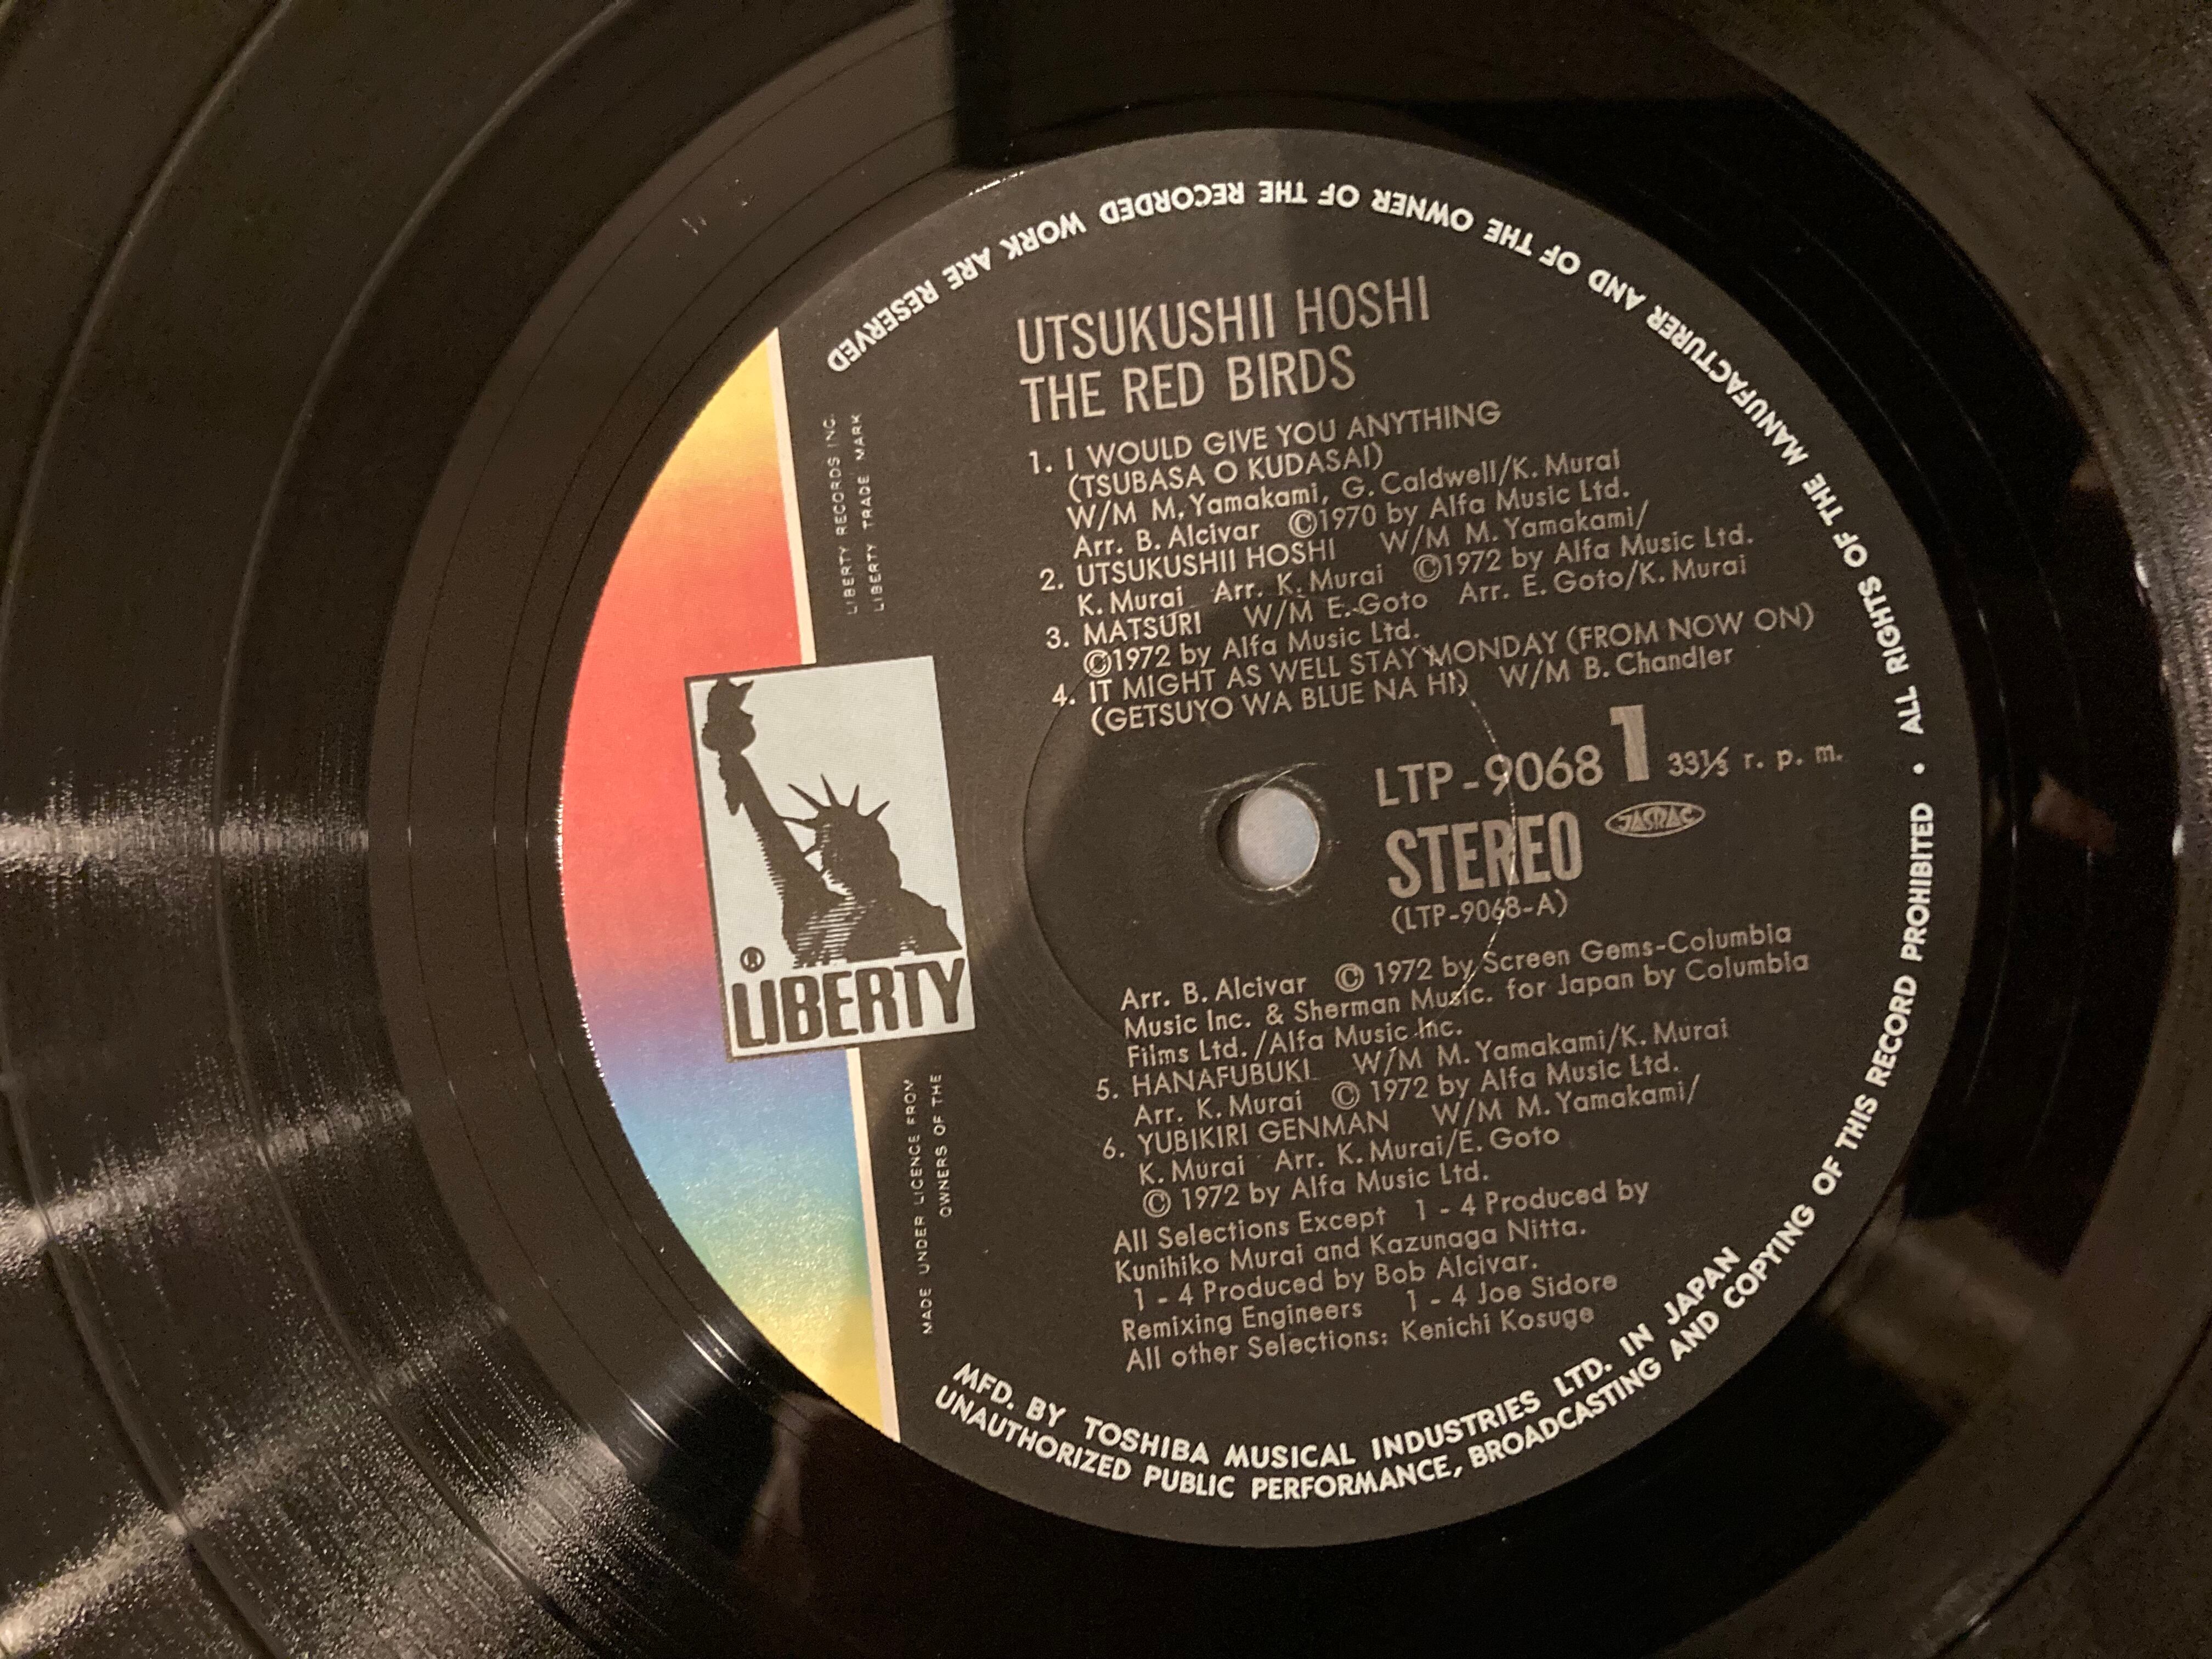 UTSUKUSHII HOSHI
THE RED BIRDS
1. I WOULD GIVE YOU ANYTHING
(TSUBASA O KUDASAI)
W/M M. Yamakami, G. Caldwell/K. Murai
Arr. B. Alcivar ©1970 by Alfa Music Ltd.
2. UTSUKUSHII HOSHI W/M M. Yamakami/
K. Murai Arr. K. Murai ©1972 by Alfa Music Ltd.
3. MATSURI W/M E. Goto Arr. E. Goto/K. Murai
©1972 by Alfa Music Ltd.
4. IT MIGHT AS WELL STAY MONDAY (FROM NOW ON)
(GETSUYO WA BLUE NA HI) W/M B. Chandler
LTP-9068 1 33⅓ r. p. m.
STEREO JASRAC
(LTP-9068-A)
Arr. B. Alcivar © 1972 by Screen Gems-Columbia
Music Inc. & Sherman Music. for Japan by Columbia
Films Ltd./Alfa Music Inc.
5. HANAFUBUKI W/M M. Yamakami/K. Murai
Arr. K. Murai © 1972 by Alfa Music Ltd.
6. YUBIKIRI GENMAN W/M M. Yamakami/
K. Murai Arr. K. Murai/E. Goto
© 1972 by Alfa Music Ltd.
All Selections Except 1 - 4 Produced by
Kunihiko Murai and Kazunaga Nitta.
1 - 4 Produced by Bob Alcivar.
Remixing Engineers 1 - 4 Joe Sidore
All other Selections: Kenichi Kosuge
LIBERTY RECORDS INC.
LIBERTY TRADE MARK
® LIBERTY
MADE UNDER LICENCE FROM
OWNERS OF THE
MFD. BY TOSHIBA MUSICAL INDUSTRIES LTD. IN JAPAN
UNAUTHORIZED PUBLIC PERFORMANCE, BROADCASTING AND COPYING OF THIS RECORD PROHIBITED • ALL RIGHTS OF THE MANUFACTURER AND OF THE OWNER OF THE RECORDED WORK ARE RESERVED